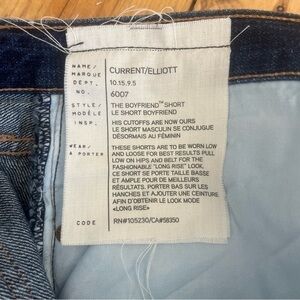 NAME/
MARQUE
CURRENT/ELLIOTT
DEPT.
10.15.9.5
NO.
6007
STYLE/
MODÈLE
THE BOYFRIEND™ SHORT
LE SHORT BOYFRIEND
INSP.
HIS CUTOFFS ARE NOW OURS
LE SHORT MASCULIN SE CONJUGUE
DÉSORMAIS AU FÉMININ
WEAR/
A PORTER
THESE SHORTS ARE TO BE WORN LOW
AND LOOSE FOR BEST RESULTS PULL
LOW ON HIPS AND BELT FOR THE
FASHIONABLE "LONG RISE" LOOK,
CE SHORT SE PORTE TAILLE BASSE
ET AMPLE POUR DE MEILLEURS
RÉSULTATS. PORTER BAS SUR LES
HANCHES ET AJOUTER UNE CEINTURE
AFIN D'OBTENIR LE LOOK MODE
«LONG RISE»
CODE
RN#105230/CA#58350